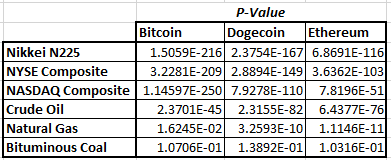 P-Value
Bitcoin Dogecoin Ethereum
Nikkei N225 1.5059E-216 2.3754E-167 6.8691E-116
NYSE Composite 3.2281E-209 2.8894E-149 3.6362E-103
NASDAQ Composite 1.14597E-250 7.9278E-110 7.8196E-51
Crude Oil 2.3701E-45 2.3155E-82 6.4377E-76
Natural Gas 1.6245E-02 3.2593E-10 1.1146E-11
Bituminous Coal 1.0706E-01 1.3892E-01 1.0316E-01